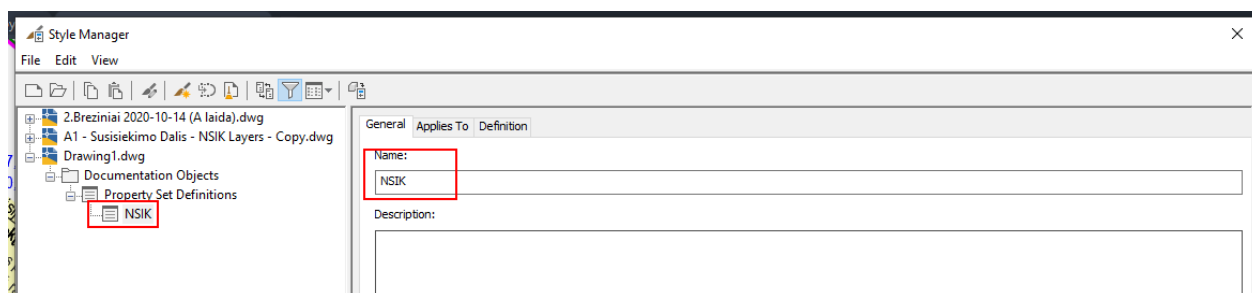 Style Manager
File Edit View
2.Breziniai 2020-10-14 (A laida).dwg
A1 - Susisiekimo Dalis - NSIK Layers - Copy.dwg
Drawing1.dwg
Documentation Objects
Property Set Definitions
NSIK
General Applies To Definition
Name:
NSIK
Description: